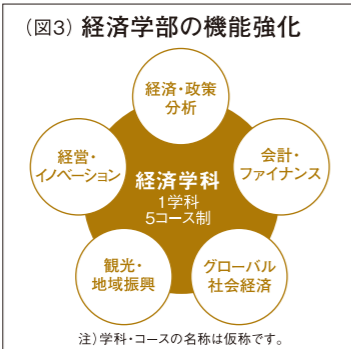 (図3) 経済学部の機能強化
経済・政策
分析
経営・
イノベーション
会計・
ファイナンス
経済学科
1学科
5コース制
観光・
地域振興
グローバル
社会経済
注)学科・コースの名称は仮称です。